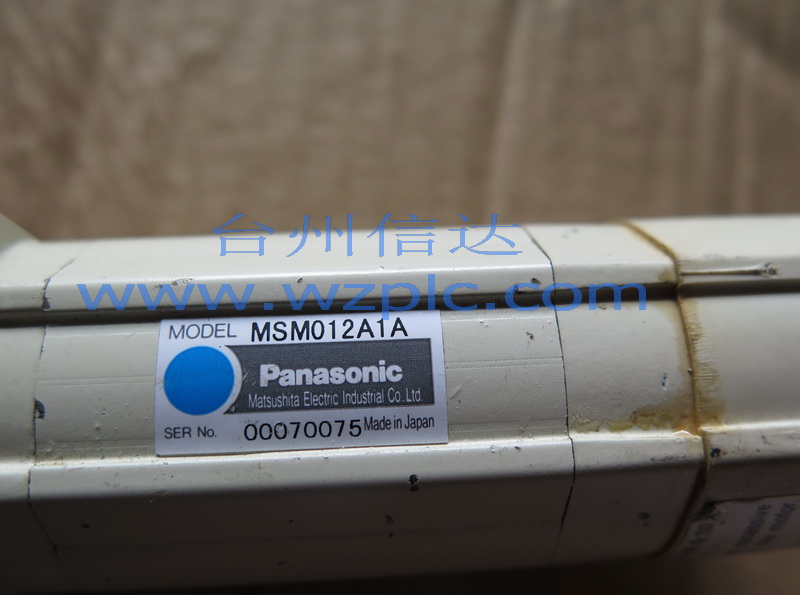 台州信达
www.wzplc.com
MODEL MSM012A1A
Panasonic
Matsushita Electric Industrial Co. Ltd.
SER No. 00070075 Made in Japan